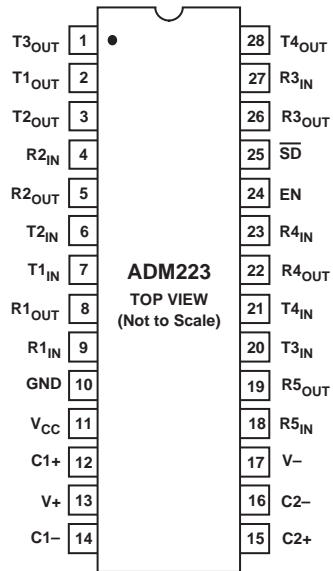 T3OUT 1 28 T4OUT
T1OUT 2 27 R3IN
T2OUT 3 26 R3OUT
R2IN 4 25 SD
R2OUT 5 24 EN
T2IN 6 23 R4IN
T1IN 7 ADM223 22 R4OUT
R1OUT 8 TOP VIEW 21 T4IN
(Not to Scale)
R1IN 9 20 T3IN
GND 10 19 R5OUT
VCC 11 18 R5IN
C1+ 12 17 V–
V+ 13 16 C2–
C1– 14 15 C2+